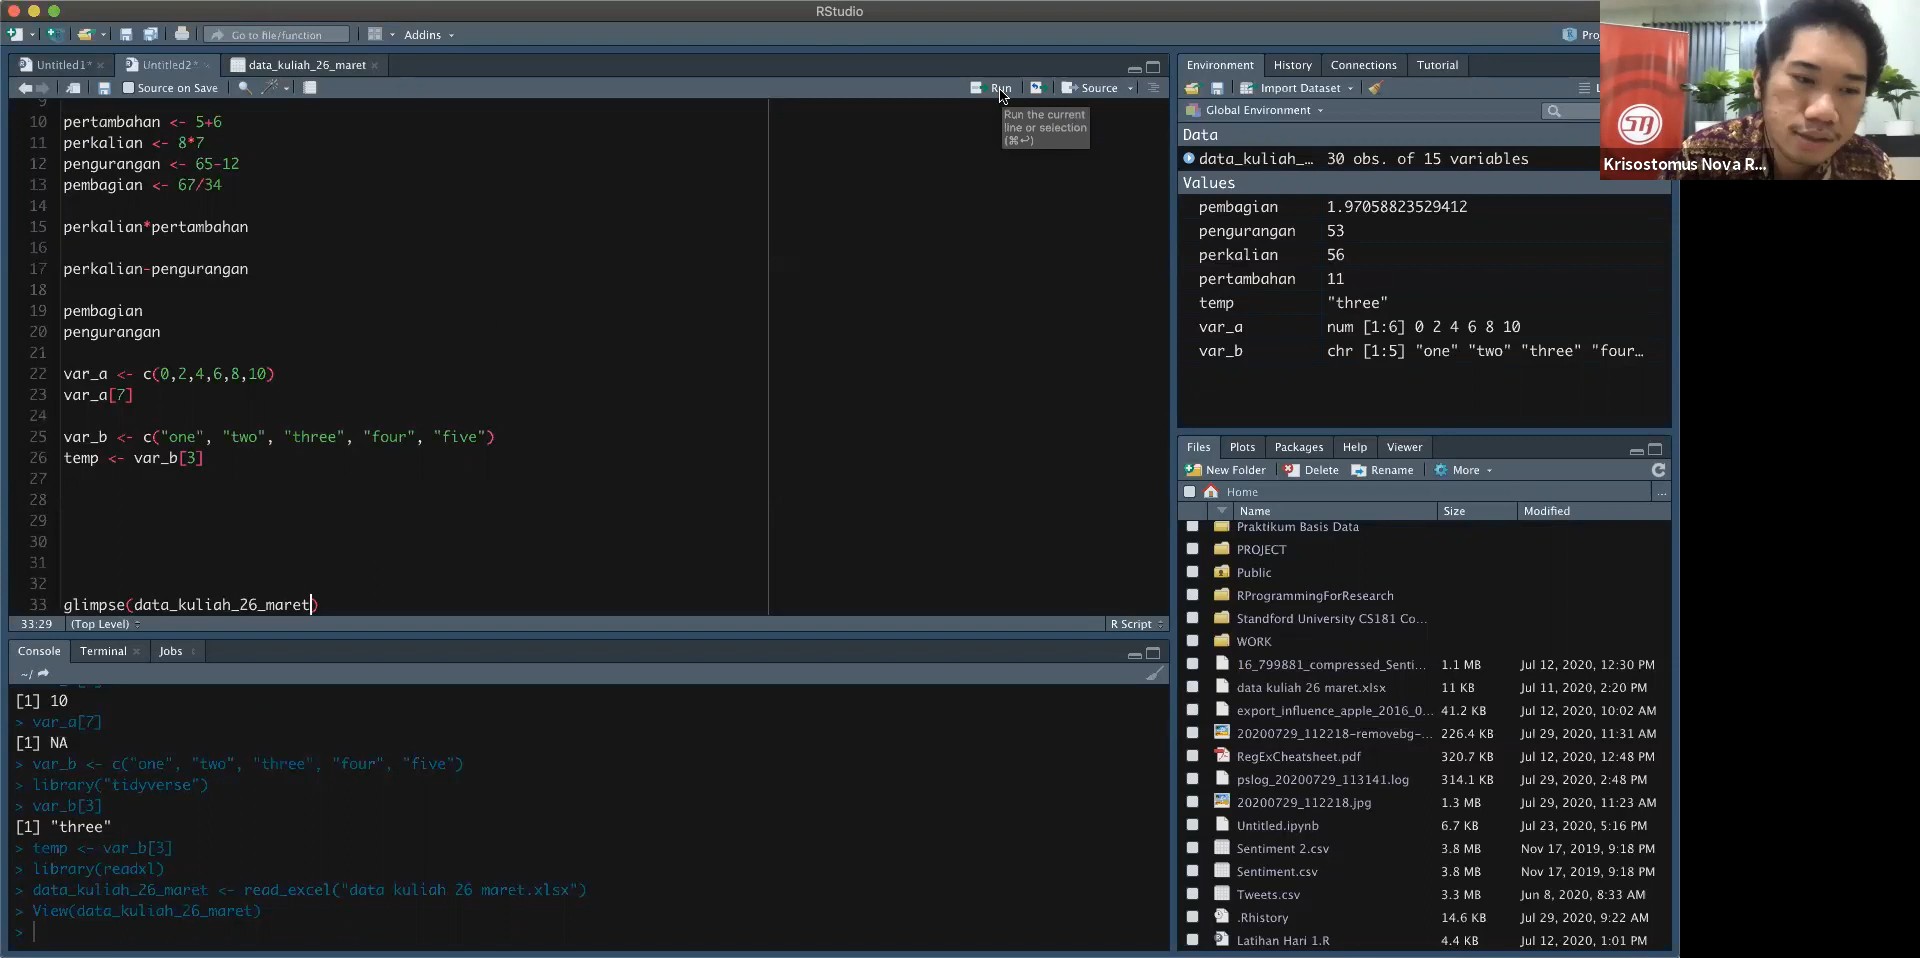 RStudio
Go to file/function
Addins
Untitled1*
Untitled2*
data_kuliah_26_maret
Source on Save
Run
Source
Run the current
line or selection
(⌘↩)
9
10 pertambahan <- 5+6
11 perkalian <- 8*7
12 pengurangan <- 65-12
13 pembagian <- 67/34
14
15 perkalian*pertambahan
16
17 perkalian-pengurangan
18
19 pembagian
20 pengurangan
21
22 var_a <- c(0,2,4,6,8,10)
23 var_a[7]
24
25 var_b <- c("one", "two", "three", "four", "five")
26 temp <- var_b[3]
27
28
29
30
31
32
33 glimpse(data_kuliah_26_maret)
33:29 (Top Level) R Script
Console Terminal Jobs
~/
[1] 10
> var_a[7]
[1] NA
> var_b <- c("one", "two", "three", "four", "five")
> library("tidyverse")
> var_b[3]
[1] "three"
> temp <- var_b[3]
> library(readxl)
> data_kuliah_26_maret <- read_excel("data kuliah 26 maret.xlsx")
> View(data_kuliah_26_maret)
>
Environment History Connections Tutorial
Import Dataset
Global Environment
Data
data_kuliah_… 30 obs. of 15 variables
Values
pembagian 1.97058823529412
pengurangan 53
perkalian 56
pertambahan 11
temp "three"
var_a num [1:6] 0 2 4 6 8 10
var_b chr [1:5] "one" "two" "three" "four…
Files Plots Packages Help Viewer
New Folder Delete Rename More
Home ...
Name Size Modified
Praktikum Basis Data
PROJECT
Public
RProgrammingForResearch
Standford University CS181 Co...
WORK
16_799881_compressed_Senti... 1.1 MB Jul 12, 2020, 12:30 PM
data kuliah 26 maret.xlsx 11 KB Jul 11, 2020, 2:20 PM
export_influence_apple_2016_0... 41.2 KB Jul 12, 2020, 10:02 AM
20200729_112218-removebg-... 226.4 KB Jul 29, 2020, 11:31 AM
RegExCheatsheet.pdf 320.7 KB Jul 12, 2020, 12:48 PM
pslog_20200729_113141.log 314.1 KB Jul 29, 2020, 2:48 PM
20200729_112218.jpg 1.3 MB Jul 29, 2020, 11:23 AM
Untitled.ipynb 6.7 KB Jul 23, 2020, 5:16 PM
Sentiment 2.csv 3.8 MB Nov 17, 2019, 9:18 PM
Sentiment.csv 3.8 MB Nov 17, 2019, 9:18 PM
Tweets.csv 3.3 MB Jun 8, 2020, 8:33 AM
.Rhistory 14.6 KB Jul 29, 2020, 9:22 AM
Latihan Hari 1.R 4.4 KB Jul 12, 2020, 1:01 PM
Krisostomus Nova R...